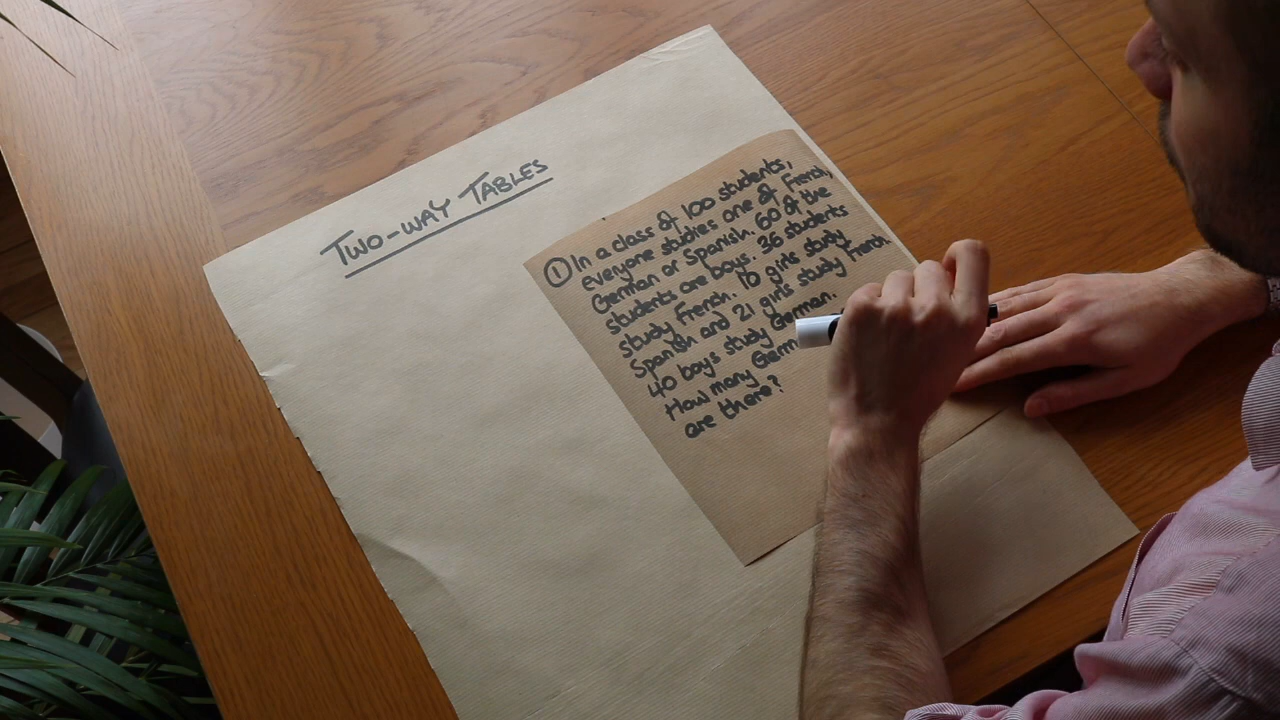 TWO-WAY TABLES
① In a class of 100 students,
everyone studies one of French,
German or Spanish. 60 of the
students are boys. 36 students
study French. 10 girls study
Spanish and 21 girls study French.
40 boys study German.
How many
are there?